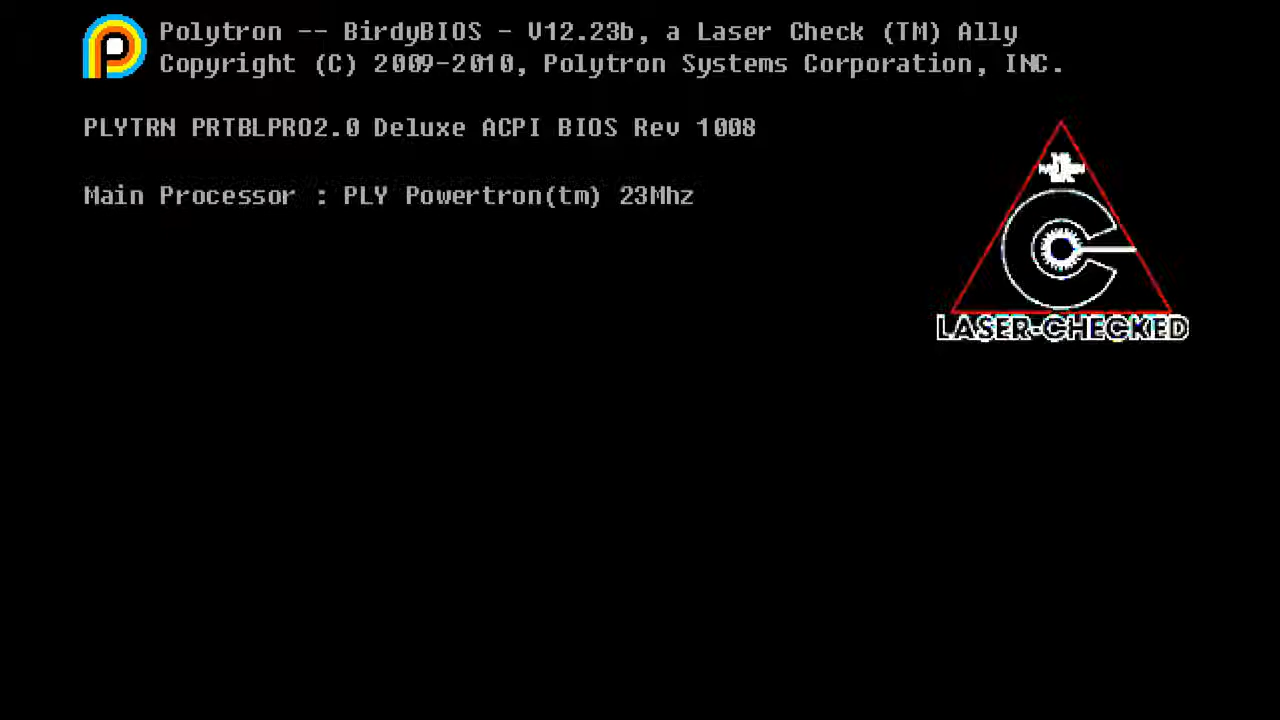 Polytron -- BirdyBIOS - V12.23b, a Laser Check (TM) Ally
Copyright (C) 2009-2010, Polytron Systems Corporation, INC.
PLYTRN PRTBLPRO2.0 Deluxe ACPI BIOS Rev 1008
Main Processor : PLY Powertron(tm) 23Mhz
LASER-CHECKED